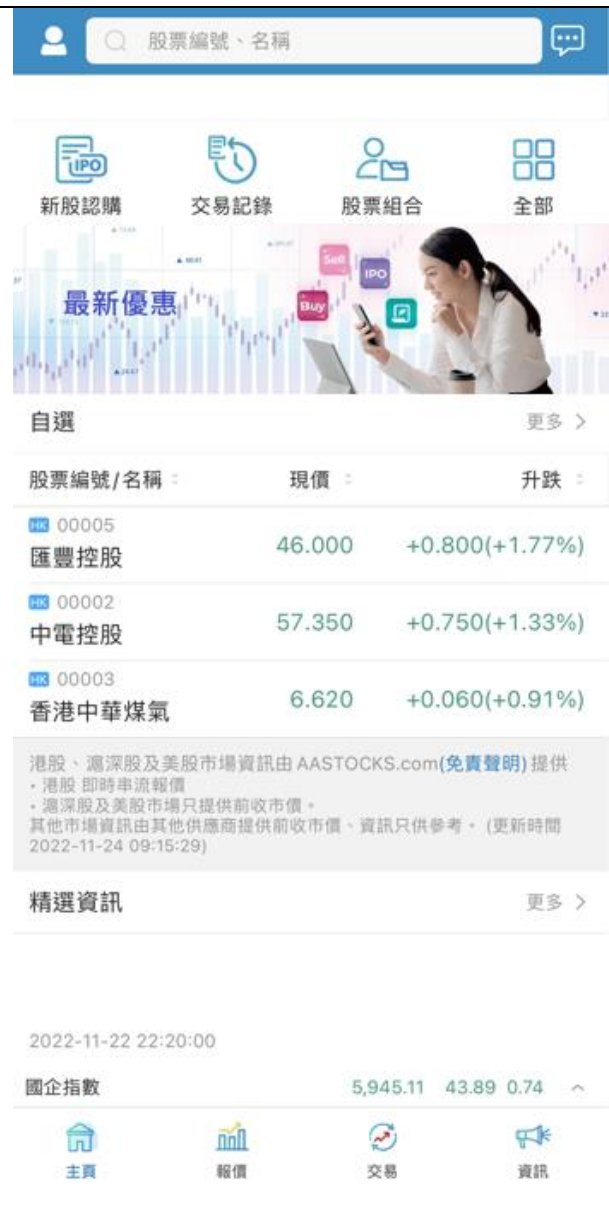 股票編號、名稱
IPO
新股認購
交易記錄
股票組合
全部
最新優惠
Sell
IPO
Buy
自選
更多
股票編號/名稱
現價
升跌
HK 00005
匯豐控股
46.000
+0.800(+1.77%)
HK 00002
中電控股
57.350
+0.750(+1.33%)
HK 00003
香港中華煤氣
6.620
+0.060(+0.91%)
港股、滬深股及美股市場資訊由 AASTOCKS.com(免責聲明) 提供
・港股 即時串流報價
・滬深股及美股市場只提供前收市價。
其他市場資訊由其他供應商提供前收市價、資訊只供參考。 (更新時間
2022-11-24 09:15:29)
精選資訊
更多
2022-11-22 22:20:00
國企指數
5,945.11 43.89 0.74
主頁
報價
交易
資訊